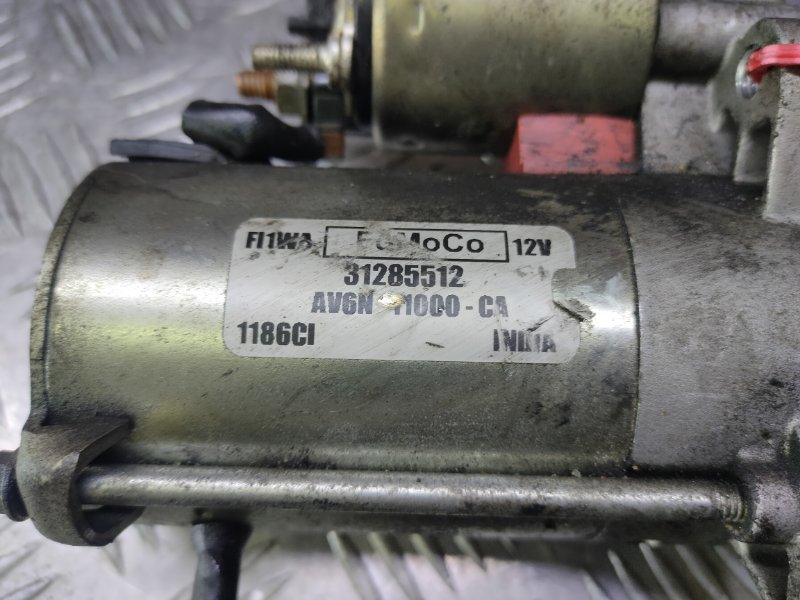 FI1WA FoMoCo 12V
31285512
AV6N-11000-CA
1186CI INDIA